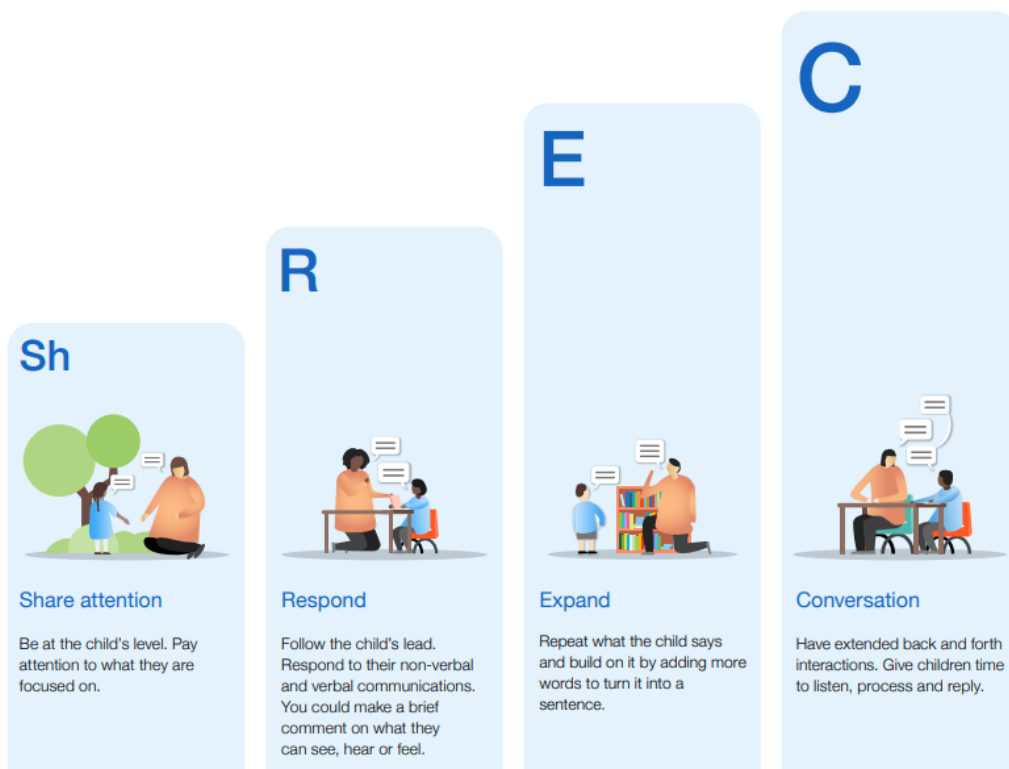 Sh
Share attention
Be at the child's level. Pay
attention to what they are
focused on.
R
Respond
Follow the child's lead.
Respond to their non-verbal
and verbal communications.
You could make a brief
comment on what they
can see, hear or feel.
E
Expand
Repeat what the child says
and build on it by adding more
words to turn it into a
sentence.
C
Conversation
Have extended back and forth
interactions. Give children time
to listen, process and reply.